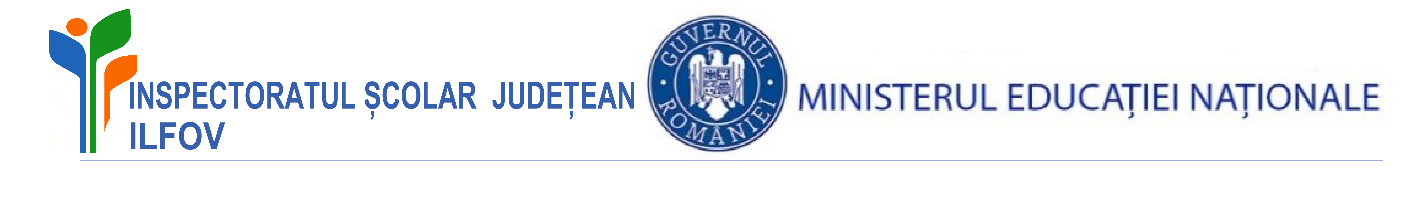 INSPECTORATUL ȘCOLAR JUDEȚEAN
ILFOV
GUVERNUL ROMÂNIEI
MINISTERUL EDUCAȚIEI NAȚIONALE